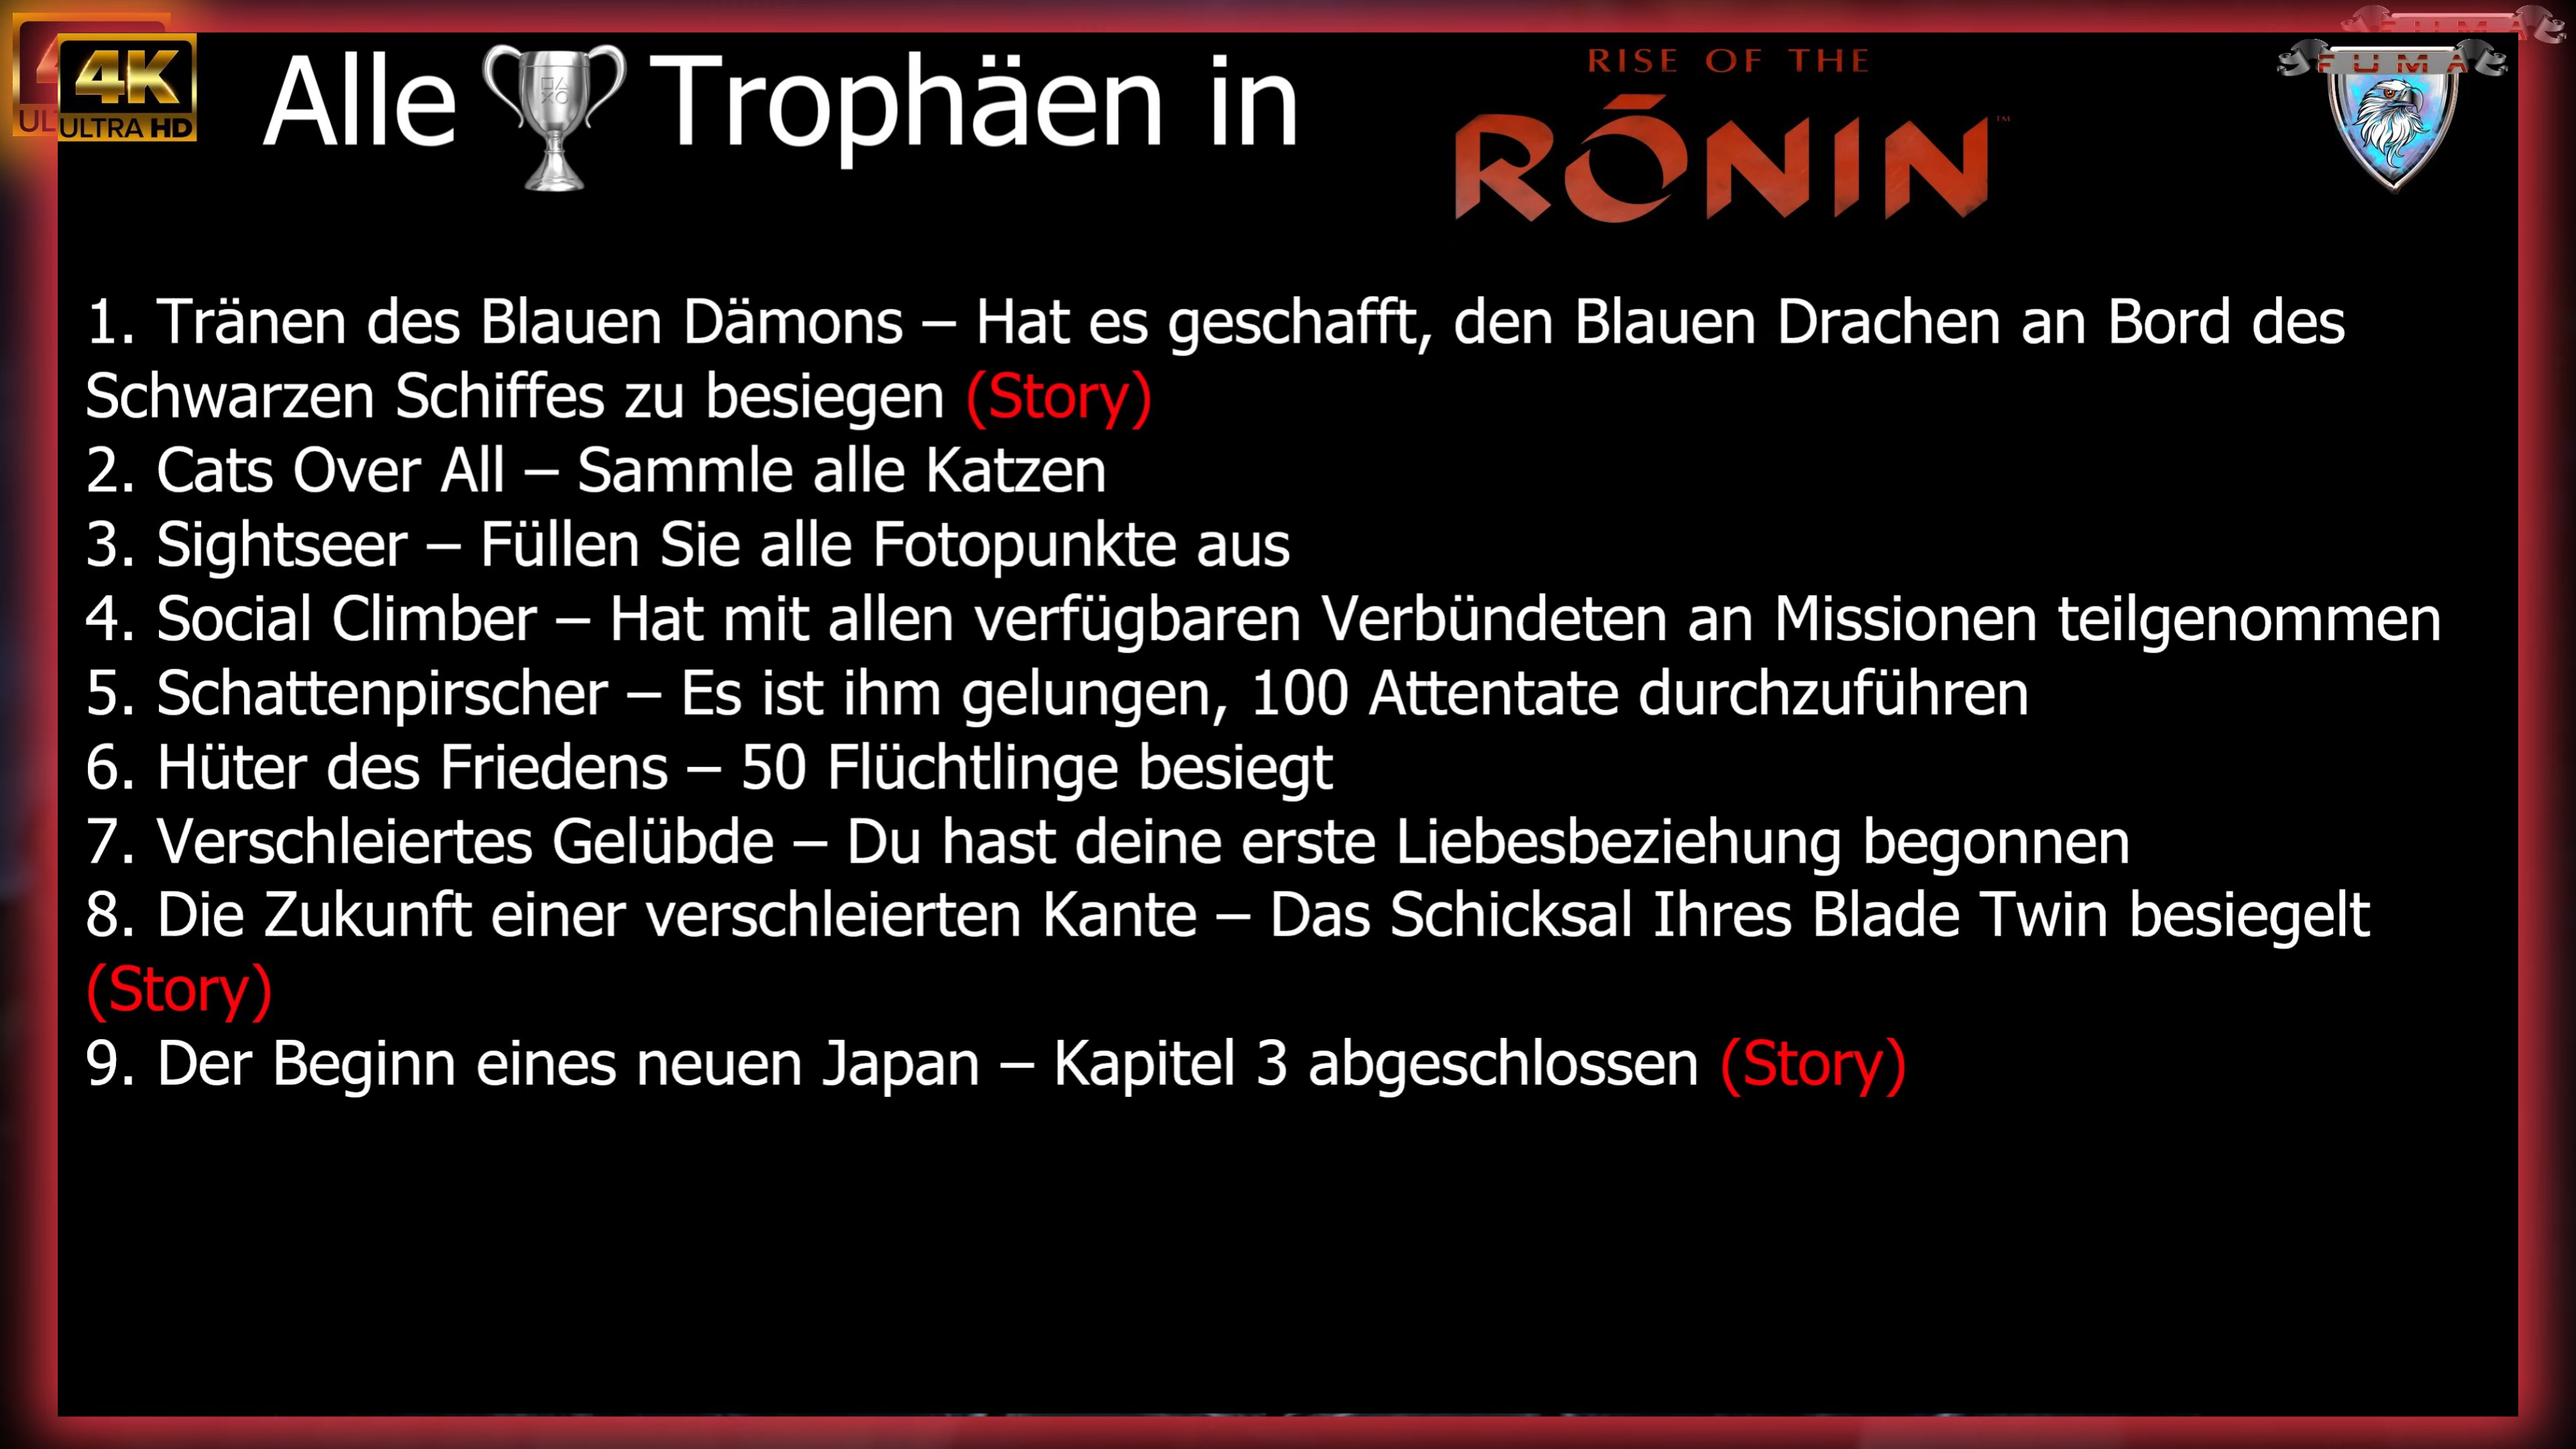 4K
ULTRA HD
Alle Trophäen in
RISE OF THE
RŌNIN™
FUMA
1. Tränen des Blauen Dämons – Hat es geschafft, den Blauen Drachen an Bord des
Schwarzen Schiffes zu besiegen (Story)
2. Cats Over All – Sammle alle Katzen
3. Sightseer – Füllen Sie alle Fotopunkte aus
4. Social Climber – Hat mit allen verfügbaren Verbündeten an Missionen teilgenommen
5. Schattenpirscher – Es ist ihm gelungen, 100 Attentate durchzuführen
6. Hüter des Friedens – 50 Flüchtlinge besiegt
7. Verschleiertes Gelübde – Du hast deine erste Liebesbeziehung begonnen
8. Die Zukunft einer verschleierten Kante – Das Schicksal Ihres Blade Twin besiegelt
(Story)
9. Der Beginn eines neuen Japan – Kapitel 3 abgeschlossen (Story)